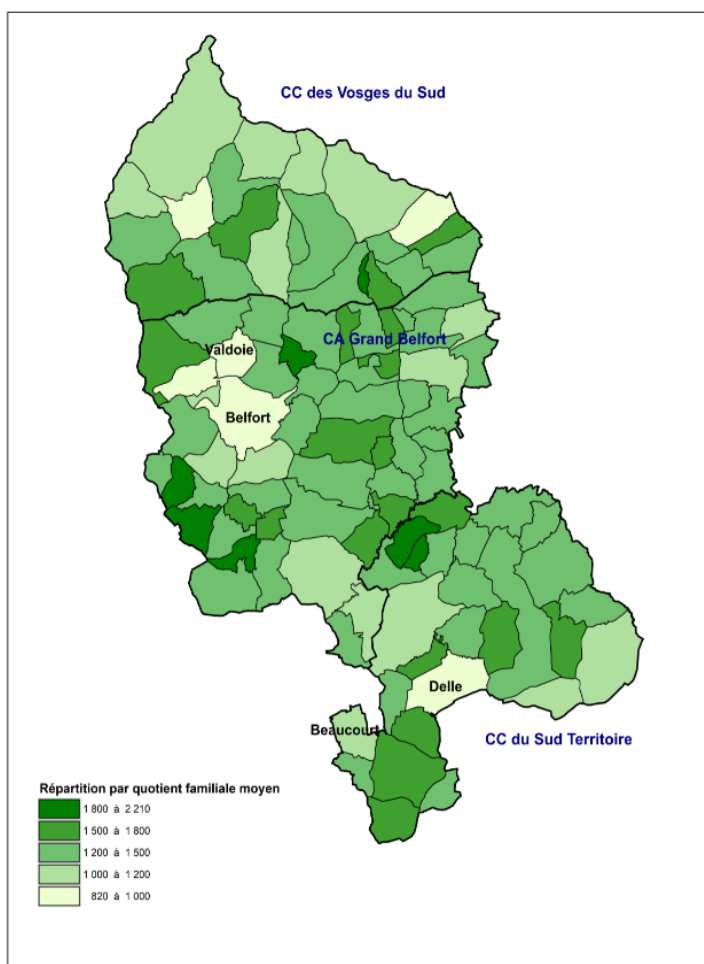 CC des Vosges du Sud
CA Grand Belfort
Valdoie
Belfort
Delle
Beaucourt
CC du Sud Territoire
Répartition par quotient familiale moyen
1 800 à 2 210
1 500 à 1 800
1 200 à 1 500
1 000 à 1 200
820 à 1 000